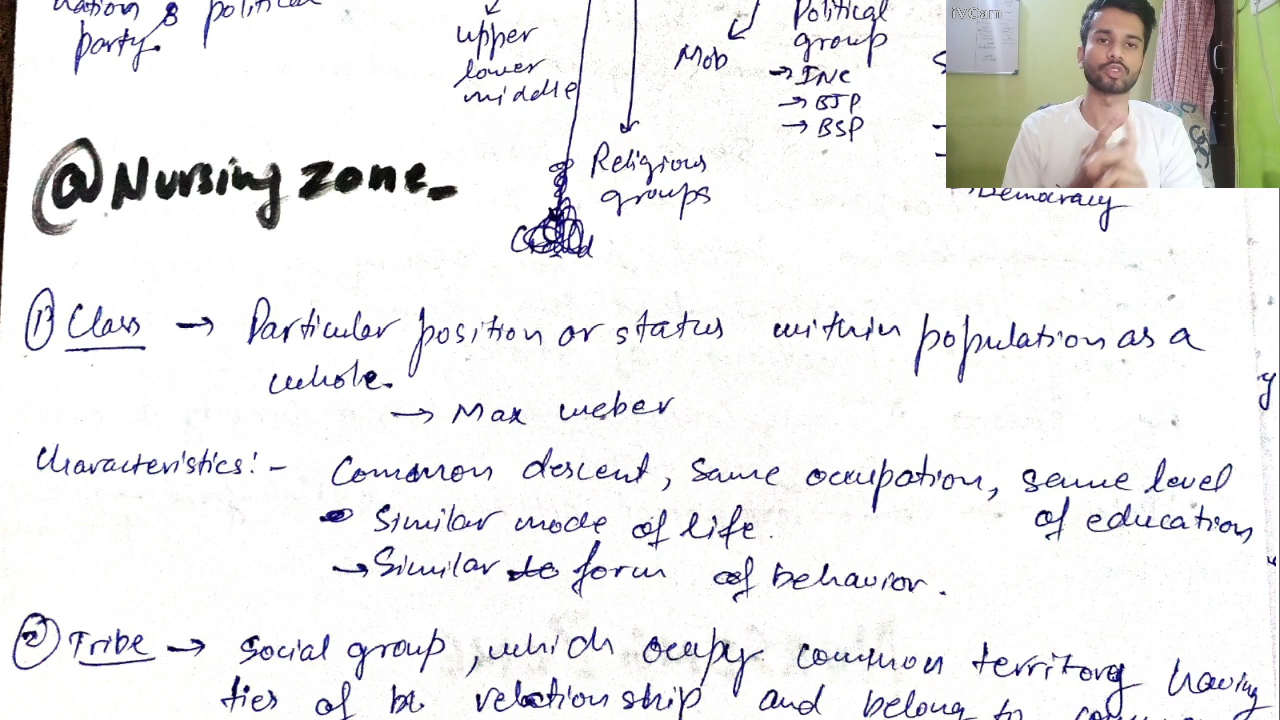 nation & political
party.
upper
lower
middle
Mob
Political
group
→ INC
→ BJP
→ BSP
Religious
groups
Democracy
@Nursing zone_
① Class → Particular position or status within population as a
whole.
→ Max weber
Characteristics:- Common descent, Same occupation, same level
of education
Similar mode of life.
→ Similar to form of behavior.
② Tribe → Social group, which occupy common territory having
ties of relationship and belong to